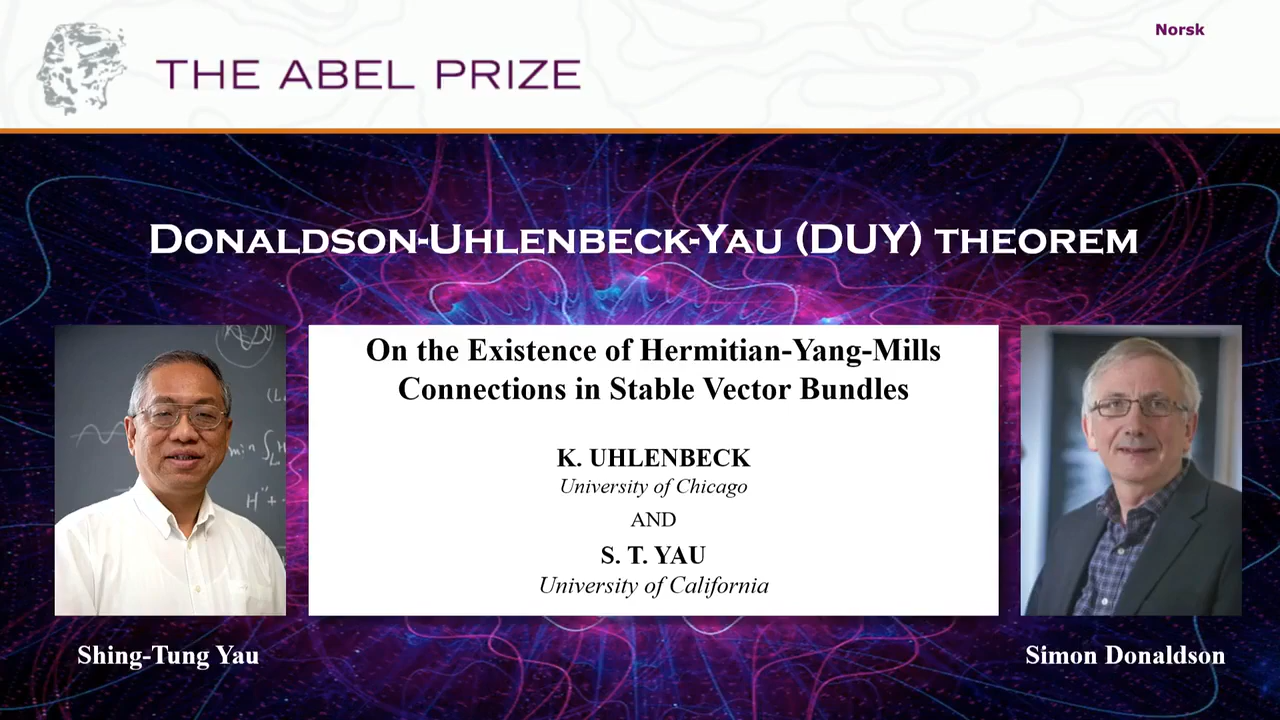 Norsk
THE ABEL PRIZE
DONALDSON-UHLENBECK-YAU (DUY) THEOREM
On the Existence of Hermitian-Yang-Mills
Connections in Stable Vector Bundles
K. UHLENBECK
University of Chicago
AND
S. T. YAU
University of California
Shing-Tung Yau
Simon Donaldson